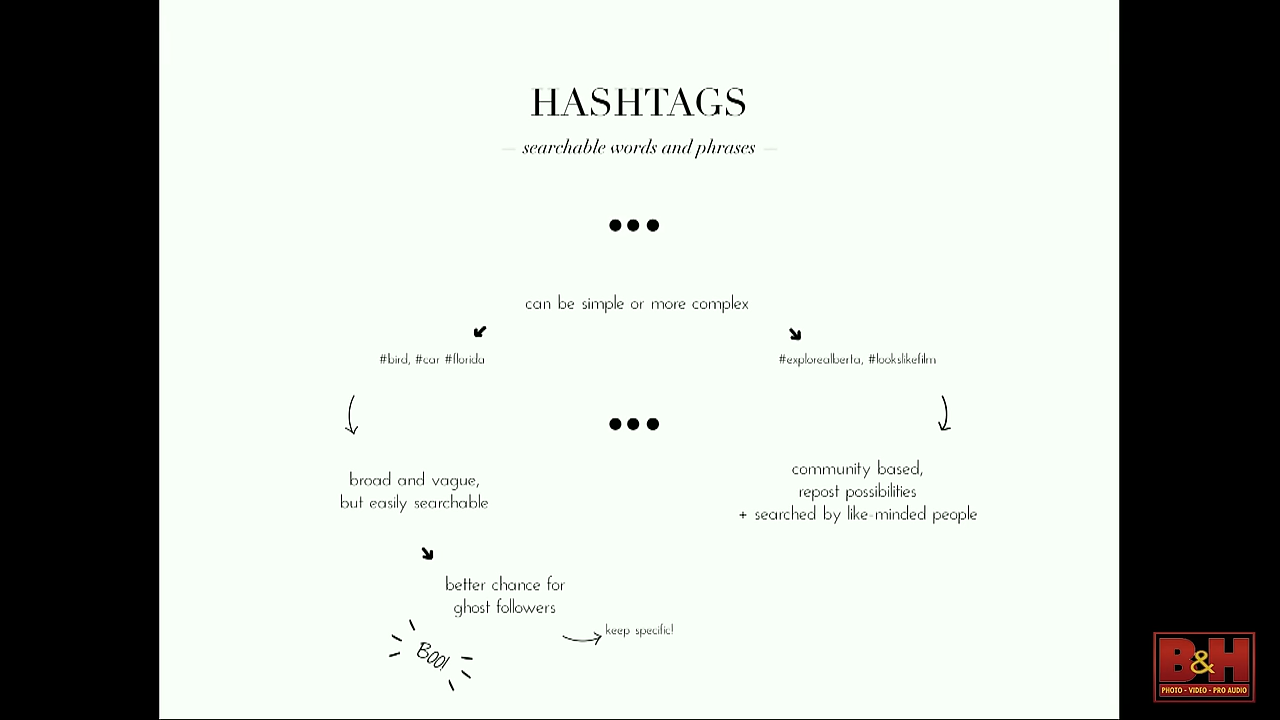 HASHTAGS
searchable words and phrases
can be simple or more complex
#bird, #car #florida
#explorealberta, #lookslikefilm
broad and vague,
but easily searchable
community based,
repost possibilities
+ searched by like-minded people
better chance for
ghost followers
keep specific!
BOO!
B&H
PHOTO - VIDEO - PRO AUDIO